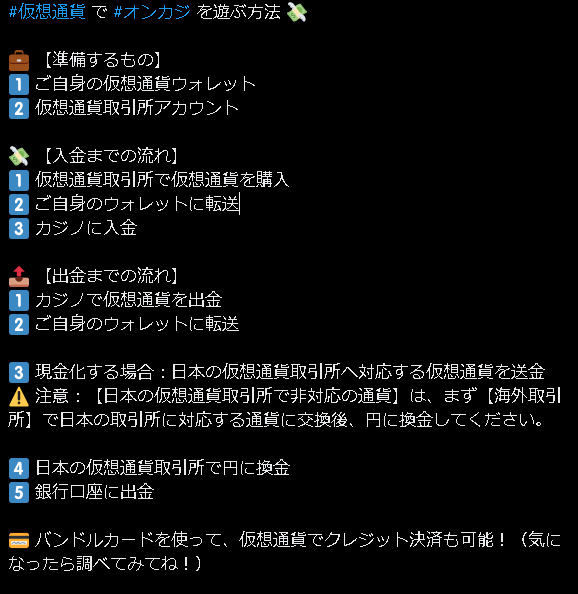 #仮想通貨 で #オンカジ を遊ぶ方法 💸
💼 【準備するもの】
1️⃣ ご自身の仮想通貨ウォレット
2️⃣ 仮想通貨取引所アカウント
💸 【入金までの流れ】
1️⃣ 仮想通貨取引所で仮想通貨を購入
2️⃣ ご自身のウォレットに転送
3️⃣ カジノに入金
📤 【出金までの流れ】
1️⃣ カジノで仮想通貨を出金
2️⃣ ご自身のウォレットに転送
3️⃣ 現金化する場合：日本の仮想通貨取引所へ対応する仮想通貨を送金
⚠️ 注意：【日本の仮想通貨取引所で非対応の通貨】は、まず【海外取引
所】で日本の取引所に対応する通貨に交換後、円に換金してください。
4️⃣ 日本の仮想通貨取引所で円に換金
5️⃣ 銀行口座に出金
💳 バンドルカードを使って、仮想通貨でクレジット決済も可能！（気に
なったら調べてみてね！）